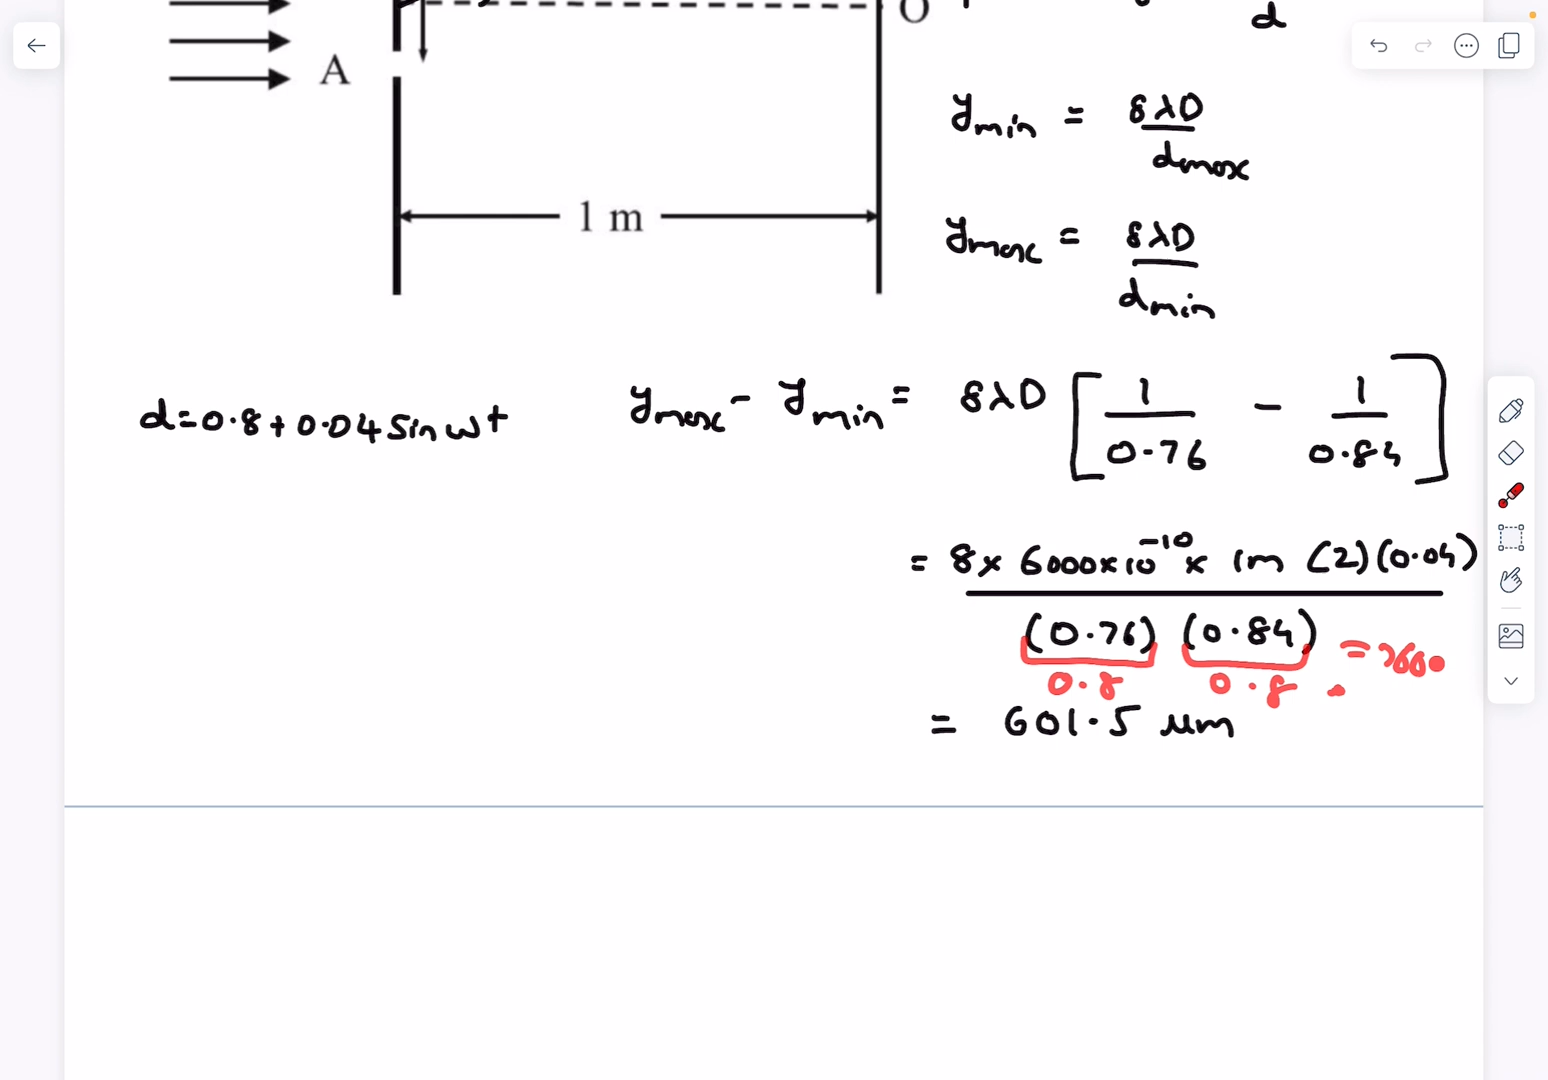 O
d
A
y_min = 8λD / d_max
1 m
y_max = 8λD / d_min
d=0.8+0.04 sin ωt
y_max - y_min = 8λD [ 1/0.76 - 1/0.84 ]
= 8 x 6000x10^-10 x 1m (2)(0.04)
(0.76) (0.84) =
0.8 0.8
= 601.5 μm